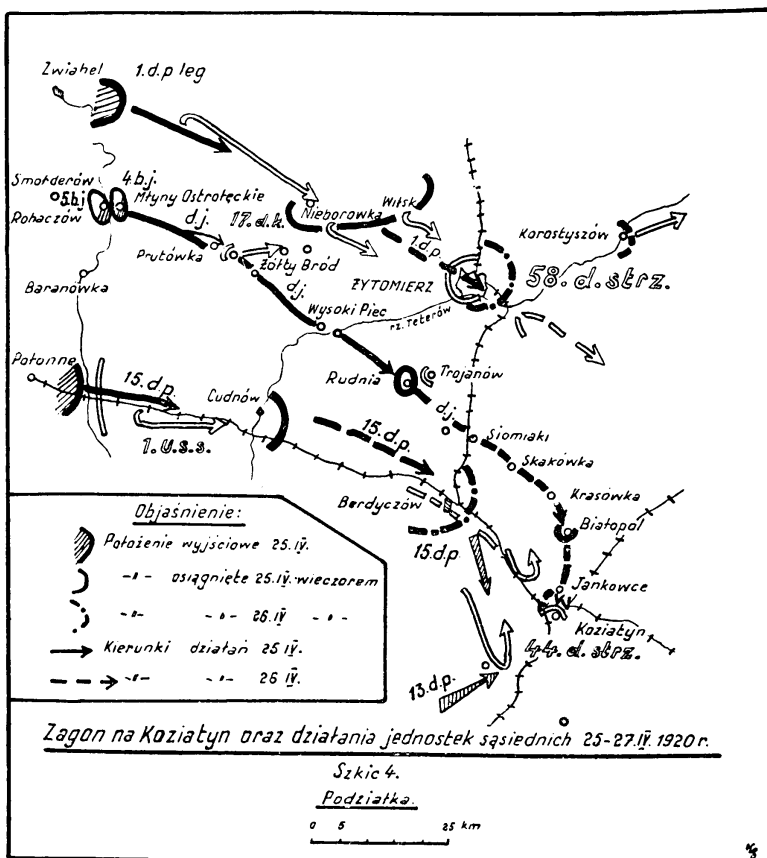 Zwiahel
1.d.p leg
Smołderów
5.b.j
4.b.j.
Rohaczów
Młyny Ostrołęckie
d.j.
17.d.k.
Nieborowka
Wilsk
Korostyszów
Prutówka
Żółty Bród
1.d.p.
ŻYTOMIERZ
58.d.strz.
Baranówka
d.j.
Wysoki Piec
rz. Teterów
Połonne
15.d.p.
Cudnów
Rudnia
Trojanów
1.U.s.s.
15.d.p.
d.j.
Siomiaki
Skakówka
Krasówka
Berdyczów
Białopol
15.d.p.
Jankowce
Koziatyn
44.d.strz.
13.d.p.
Objaśnienie:
Położenie wyjściowe 25.IV.
-"- osiągnięte 25.IV. wieczorem
-"- -"- 26.IV -"-
Kierunki działań 25 IV.
-"- -"- 26 IV.
Zagon na Koziatyn oraz działania jednostek sąsiednich 25-27.IV.1920 r.
Szkic 4.
Podziałka.
0 5 25 km